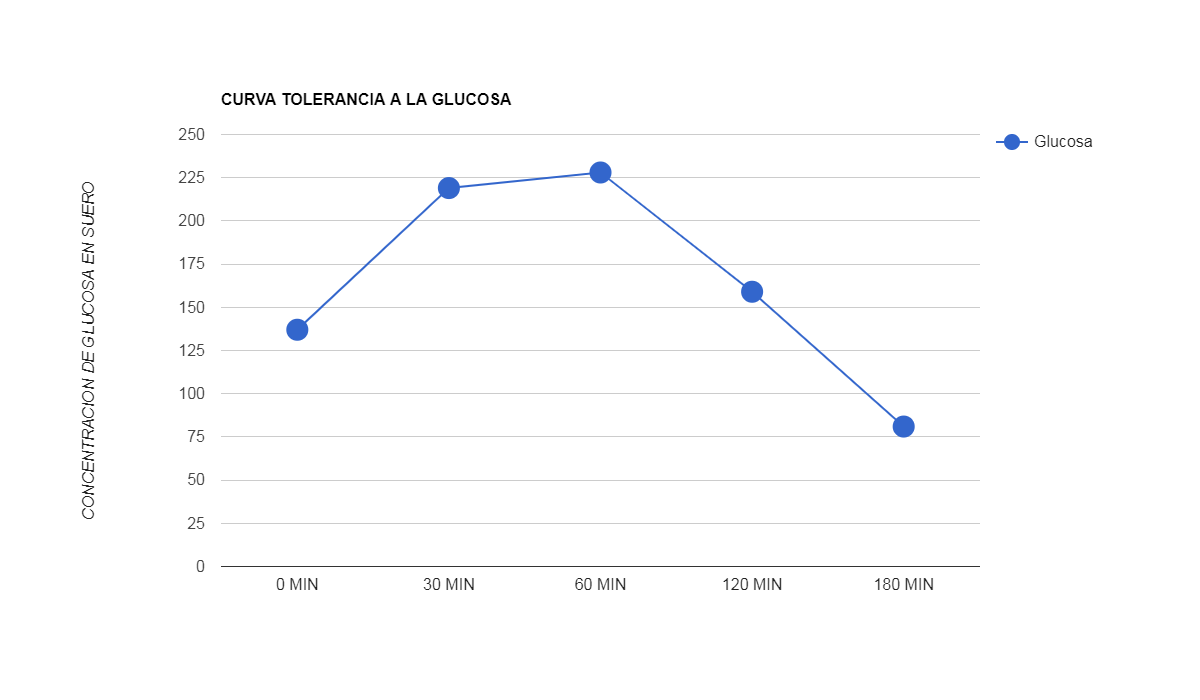 CURVA TOLERANCIA A LA GLUCOSA
Glucosa
CONCENTRACION DE GLUCOSA EN SUERO
250
225
200
175
150
125
100
75
50
25
0
0 MIN
30 MIN
60 MIN
120 MIN
180 MIN